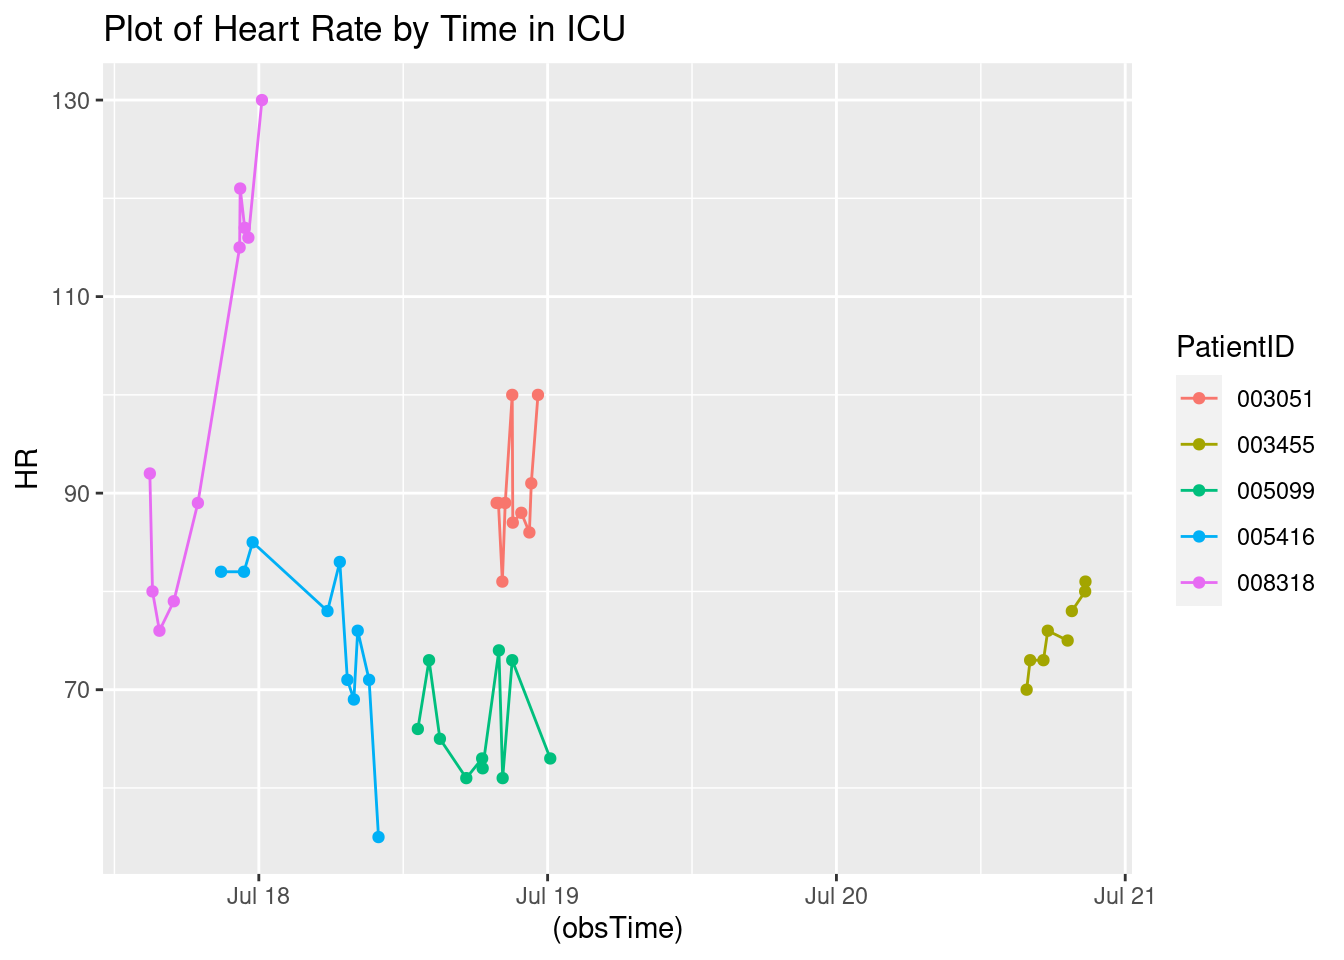 Plot of Heart Rate by Time in ICU
130
110
90
70
HR
Jul 18
Jul 19
Jul 20
Jul 21
(obsTime)
PatientID
003051
003455
005099
005416
008318